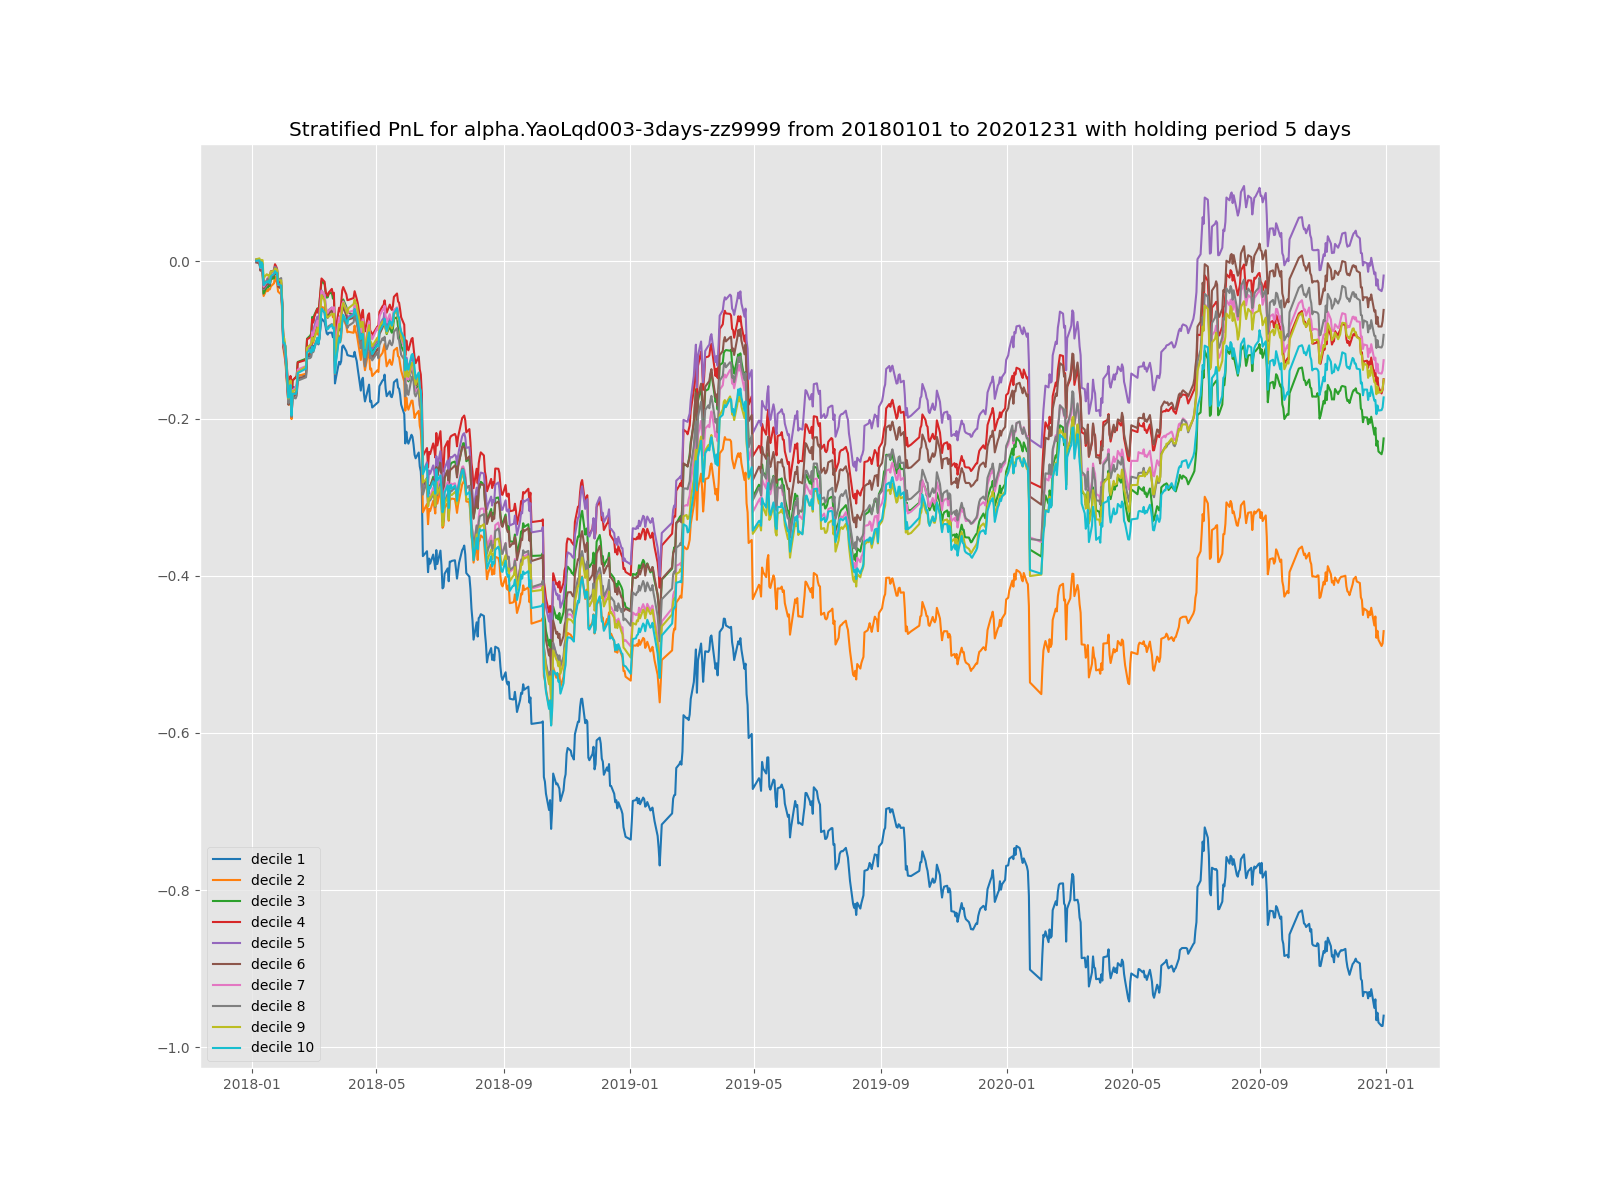 Stratified PnL for alpha.YaoLqd003-3days-zz9999 from 20180101 to 20201231 with holding period 5 days
0.0
−0.2
−0.4
−0.6
−0.8
−1.0
decile 1
decile 2
decile 3
decile 4
decile 5
decile 6
decile 7
decile 8
decile 9
decile 10
2018-01 2018-05 2018-09 2019-01 2019-05 2019-09 2020-01 2020-05 2020-09 2021-01